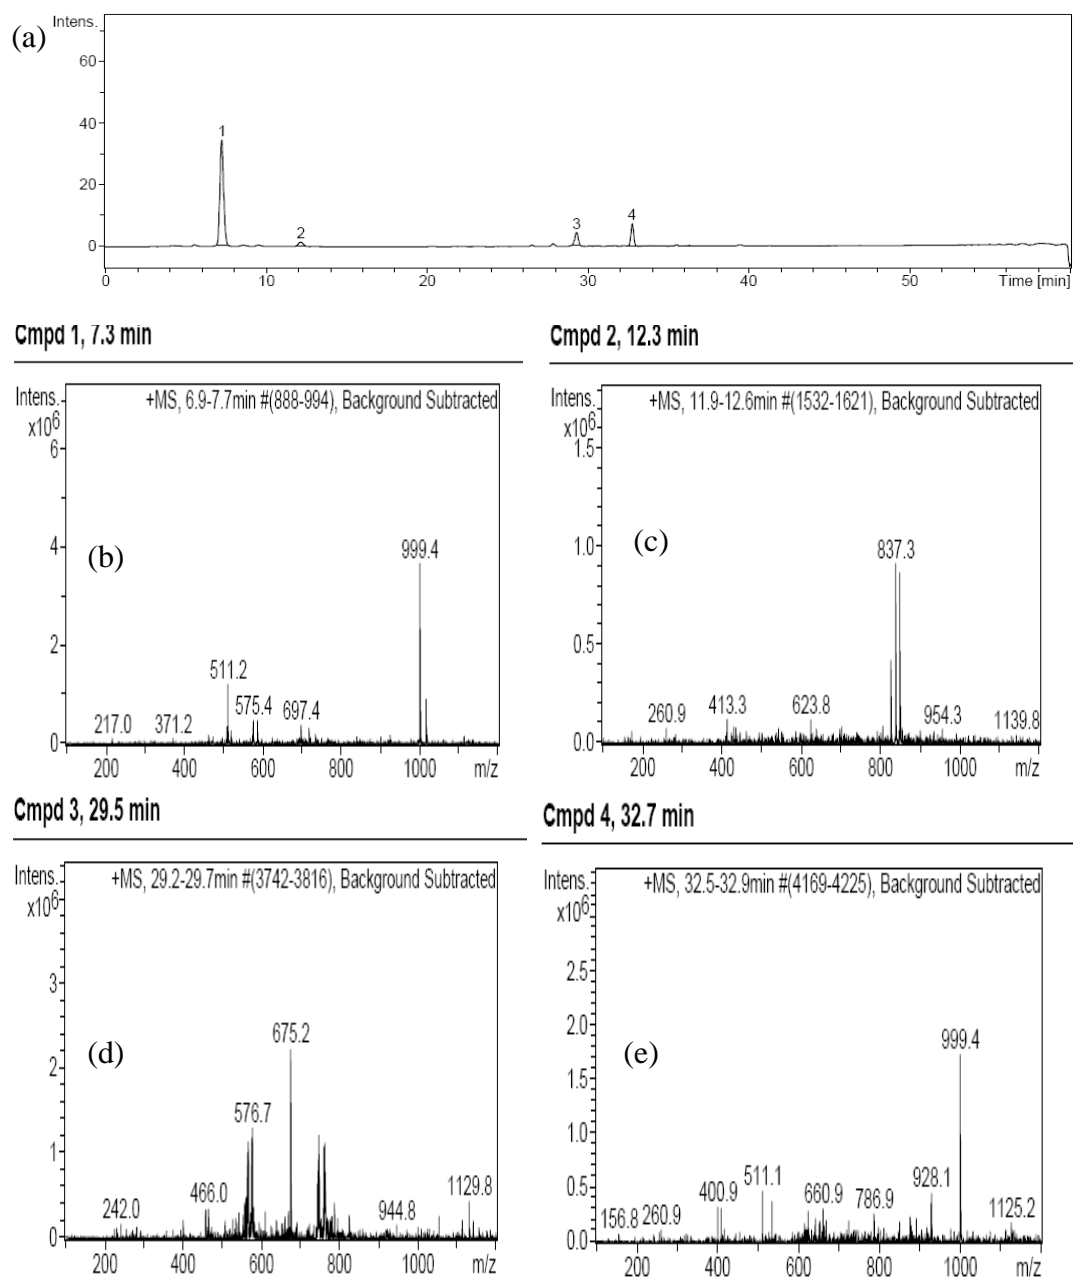 (a)
Intens.
60
40
20
0
1
2
3
4
0 10 20 30 40 50 Time [min]
Cmpd 1, 7.3 min
Intens.
x10⁶
+MS, 6.9-7.7min #(888-994), Background Subtracted
6
4
2
0
(b)
999.4
511.2
575.4
697.4
217.0
371.2
200 400 600 800 1000 m/z
Cmpd 2, 12.3 min
Intens.
x10⁶
+MS, 11.9-12.6min #(1532-1621), Background Subtracted
1.5
1.0
0.5
0.0
(c)
837.3
260.9
413.3
623.8
954.3
1139.8
200 400 600 800 1000 m/z
Cmpd 3, 29.5 min
Intens.
x10⁶
+MS, 29.2-29.7min #(3742-3816), Background Subtracted
3
2
1
0
(d)
675.2
576.7
466.0
242.0
944.8
1129.8
200 400 600 800 1000 m/z
Cmpd 4, 32.7 min
Intens.
x10⁶
+MS, 32.5-32.9min #(4169-4225), Background Subtracted
2.5
2.0
1.5
1.0
0.5
0.0
(e)
999.4
511.1
400.9
660.9
786.9
928.1
156.8
260.9
1125.2
200 400 600 800 1000 m/z